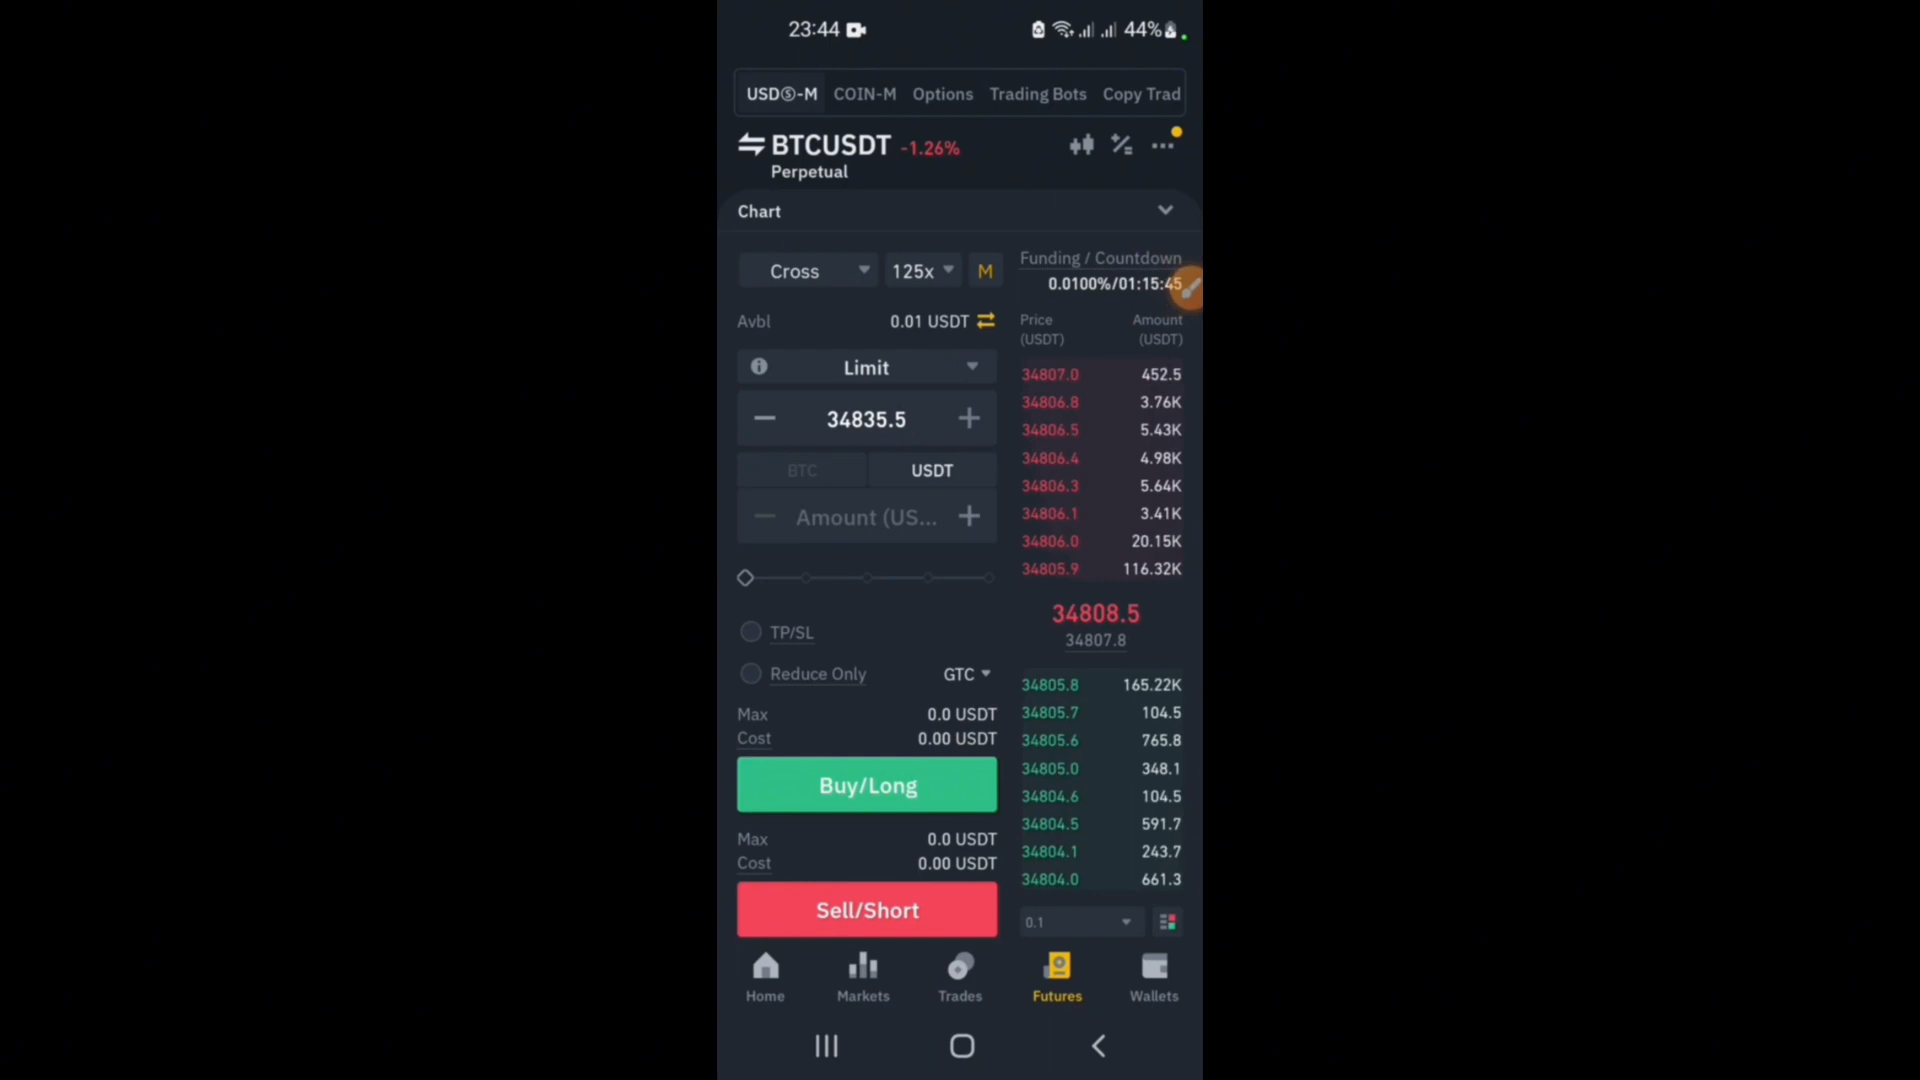 23:44 44%
USDⓈ-M COIN-M Options Trading Bots Copy Trad
BTCUSDT -1.26%
Perpetual
Chart
Cross 125x M
Funding / Countdown
0.0100%/01:15:45
Avbl 0.01 USDT
Price Amount
(USDT) (USDT)
Limit
34835.5
BTC USDT
Amount (US...
TP/SL
Reduce Only GTC
Max 0.0 USDT
Cost 0.00 USDT
Buy/Long
Max 0.0 USDT
Cost 0.00 USDT
Sell/Short
34807.0 452.5
34806.8 3.76K
34806.5 5.43K
34806.4 4.98K
34806.3 5.64K
34806.1 3.41K
34806.0 20.15K
34805.9 116.32K
34808.5
34807.8
34805.8 165.22K
34805.7 104.5
34805.6 765.8
34805.0 348.1
34804.6 104.5
34804.5 591.7
34804.1 243.7
34804.0 661.3
0.1
Home Markets Trades Futures Wallets